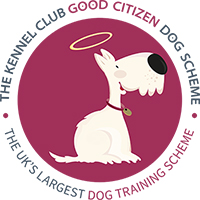 THE KENNEL CLUB GOOD CITIZEN DOG SCHEME
THE UK'S LARGEST DOG TRAINING SCHEME